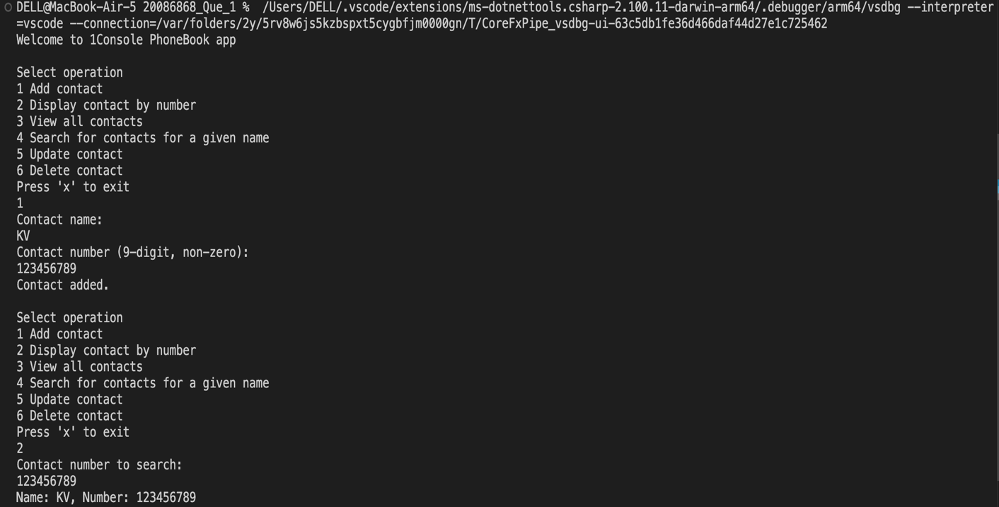 DELL@MacBook-Air-5 20086868_Que_1 %  /Users/DELL/.vscode/extensions/ms-dotnettools.csharp-2.100.11-darwin-arm64/.debugger/arm64/vsdbg --interpreter
=vscode --connection=/var/folders/2y/5rv8w6js5kzbspxt5cygbfjm0000gn/T/CoreFxPipe_vsdbg-ui-63c5db1fe36d466daf44d27e1c725462
Welcome to 1Console PhoneBook app

Select operation
1 Add contact
2 Display contact by number
3 View all contacts
4 Search for contacts for a given name
5 Update contact
6 Delete contact
Press 'x' to exit
1
Contact name:
KV
Contact number (9-digit, non-zero):
123456789
Contact added.

Select operation
1 Add contact
2 Display contact by number
3 View all contacts
4 Search for contacts for a given name
5 Update contact
6 Delete contact
Press 'x' to exit
2
Contact number to search:
123456789
Name: KV, Number: 123456789